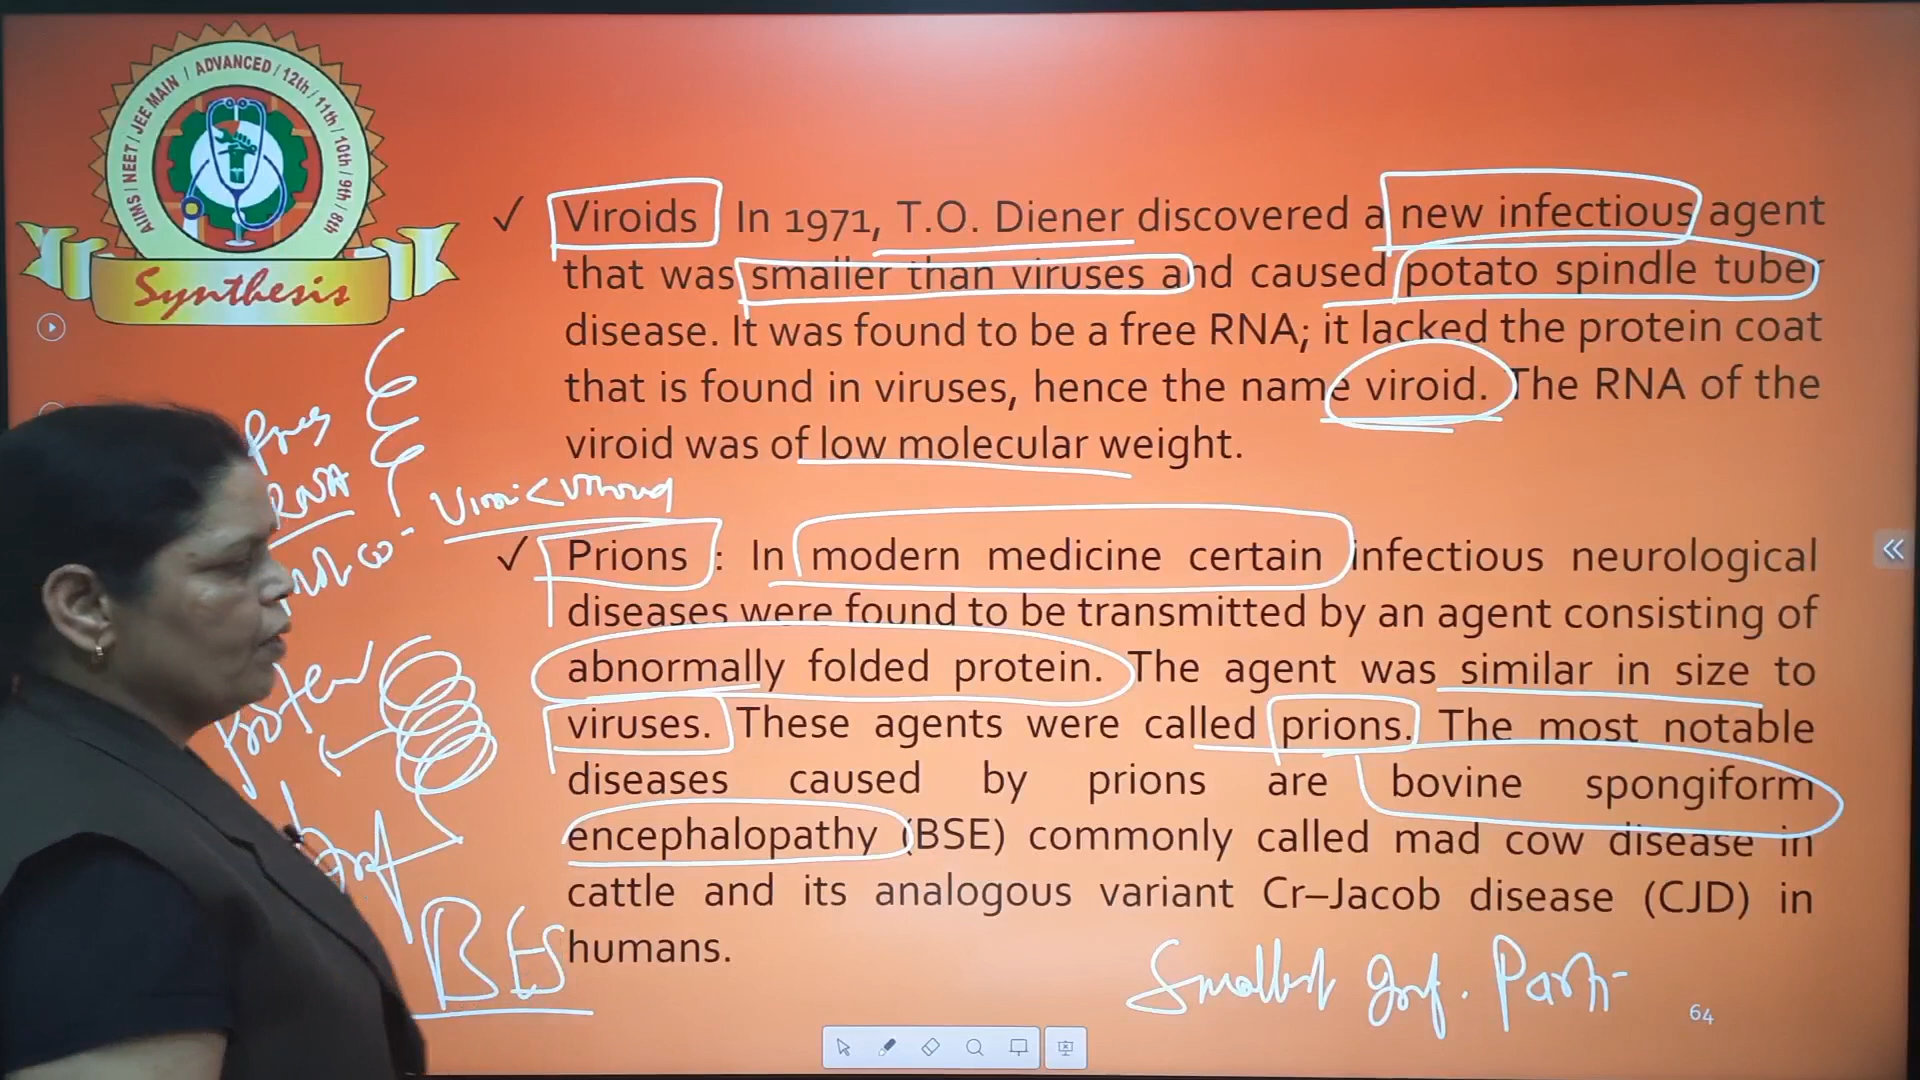 AIIMS / NEET / JEE MAIN / ADVANCED / 12th / 11th / 10th / 9th / 8th
Synthesis
✓ Viroids In 1971, T.O. Diener discovered a new infectious agent
that was smaller than viruses and caused potato spindle tuber
disease. It was found to be a free RNA; it lacked the protein coat
that is found in viruses, hence the name viroid. The RNA of the
viroid was of low molecular weight.
RNA
✓ Prions : In modern medicine certain infectious neurological
diseases were found to be transmitted by an agent consisting of
abnormally folded protein. The agent was similar in size to
viruses. These agents were called prions. The most notable
diseases caused by prions are bovine spongiform
encephalopathy (BSE) commonly called mad cow disease in
cattle and its analogous variant Cr–Jacob disease (CJD) in
humans.
BES
Smallest Inf. Parti-
64